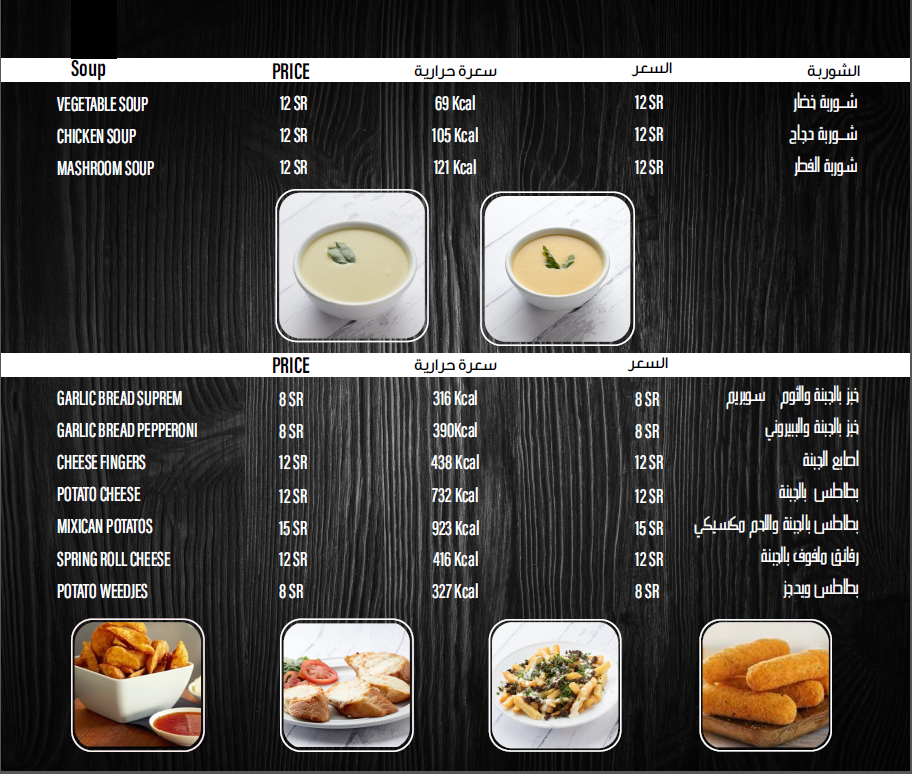 Soup PRICE سعرة حرارية السعر الشوربة
VEGETABLE SOUP 12 SR 69 Kcal 12 SR شوربة خضار
CHICKEN SOUP 12 SR 105 Kcal 12 SR شوربة دجاج
MASHROOM SOUP 12 SR 121 Kcal 12 SR شوربة الفطر
PRICE سعرة حرارية السعر
GARLIC BREAD SUPREM 8 SR 316 Kcal 8 SR خبز بالجبنة والثوم سوبريم
GARLIC BREAD PEPPERONI 8 SR 390Kcal 8 SR خبز بالجبنة والببيروني
CHEESE FINGERS 12 SR 438 Kcal 12 SR اصابع الجبنة
POTATO CHEESE 12 SR 732 Kcal 12 SR بطاطس بالجبنة
MIXICAN POTATOS 15 SR 923 Kcal 15 SR بطاطس بالجبنة واللحم مكسيكي
SPRING ROLL CHEESE 12 SR 416 Kcal 12 SR رقائق ملفوف بالجبنة
POTATO WEEDJES 8 SR 327 Kcal 8 SR بطاطس ويدجز